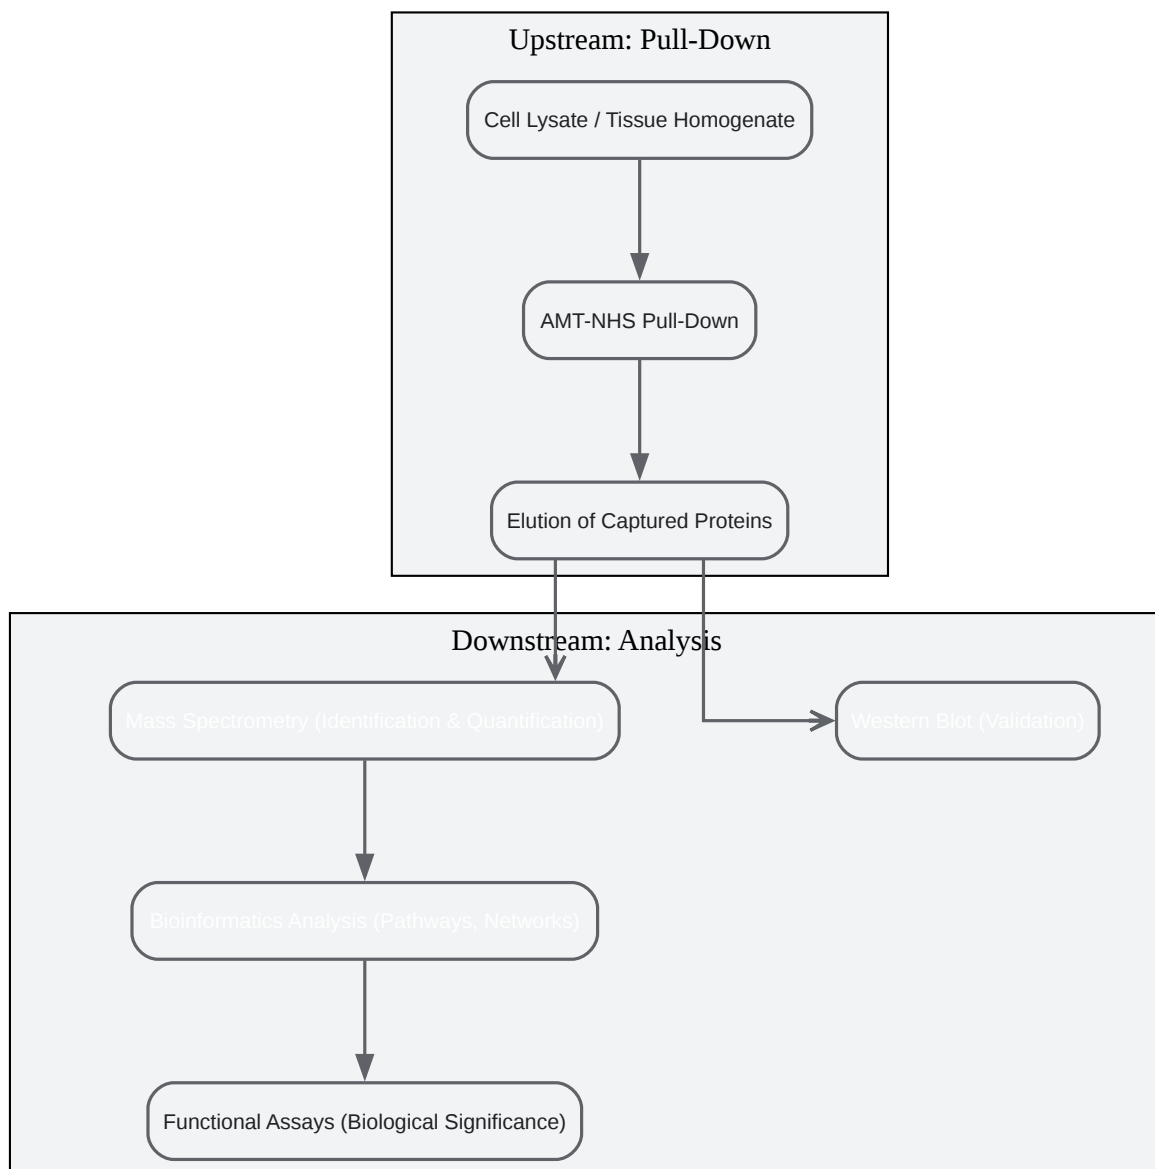 Upstream: Pull-Down
Cell Lysate / Tissue Homogenate
AMT-NHS Pull-Down
Elution of Captured Proteins
Downstream: Analysis
Mass Spectrometry (Identification & Quantification)
Western Blot (Validation)
Bioinformatics Analysis (Pathways, Networks)
Functional Assays (Biological Significance)